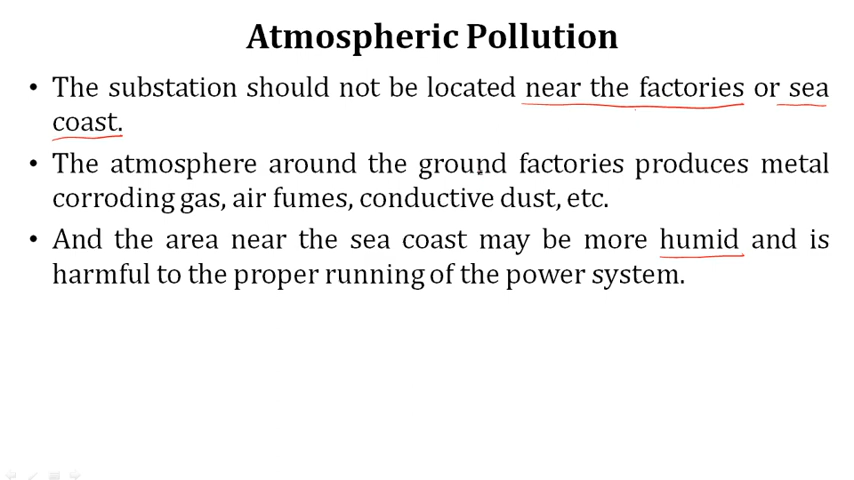 Atmospheric Pollution
• The substation should not be located near the factories or sea
coast.
• The atmosphere around the ground factories produces metal
corroding gas, air fumes, conductive dust, etc.
• And the area near the sea coast may be more humid and is
harmful to the proper running of the power system.